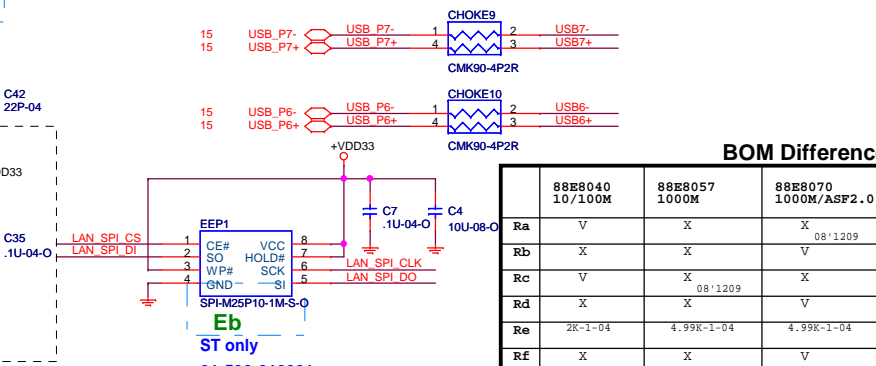 CHOKE9
15 USB_P7- USB_P7- 1 2 USB7-
15 USB_P7+ USB_P7+ 4 3 USB7+
CMK90-4P2R
C42
22P-04
CHOKE10
15 USB_P6- USB_P6- 1 2 USB6-
15 USB_P6+ USB_P6+ 4 3 USB6+
CMK90-4P2R
+VDD33
D33
C7
.1U-04-O
C4
10U-08-O
C35
.1U-04-O
LAN_SPI_CS
LAN_SPI_DI
EEP1
1 CE# VCC 8
2 SO HOLD# 7
3 WP# SCK 6 LAN_SPI_CLK
4 GND SI 5 LAN_SPI_DO
SPI-M25P10-1M-S-O
Eb
ST only
BOM Differenc
88E8040 88E8057 88E8070
10/100M 1000M 1000M/ASF2.0
Ra V X X
08'1209
Rb X X V
Rc V X X
08'1209
Rd X X V
Re 2K-1-04 4.99K-1-04 4.99K-1-04
Rf X X V